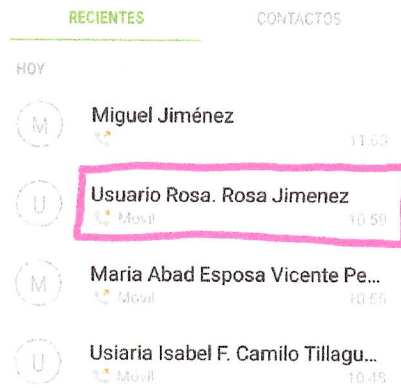 RECIENTES CONTACTOS
HOY
M
Miguel Jiménez
11:03
U
Usuario Rosa. Rosa Jimenez
Móvil 10:59
M
Maria Abad Esposa Vicente Pe...
Móvil 10:55
U
Usiaria Isabel F. Camilo Tillagu...
Móvil 10:48